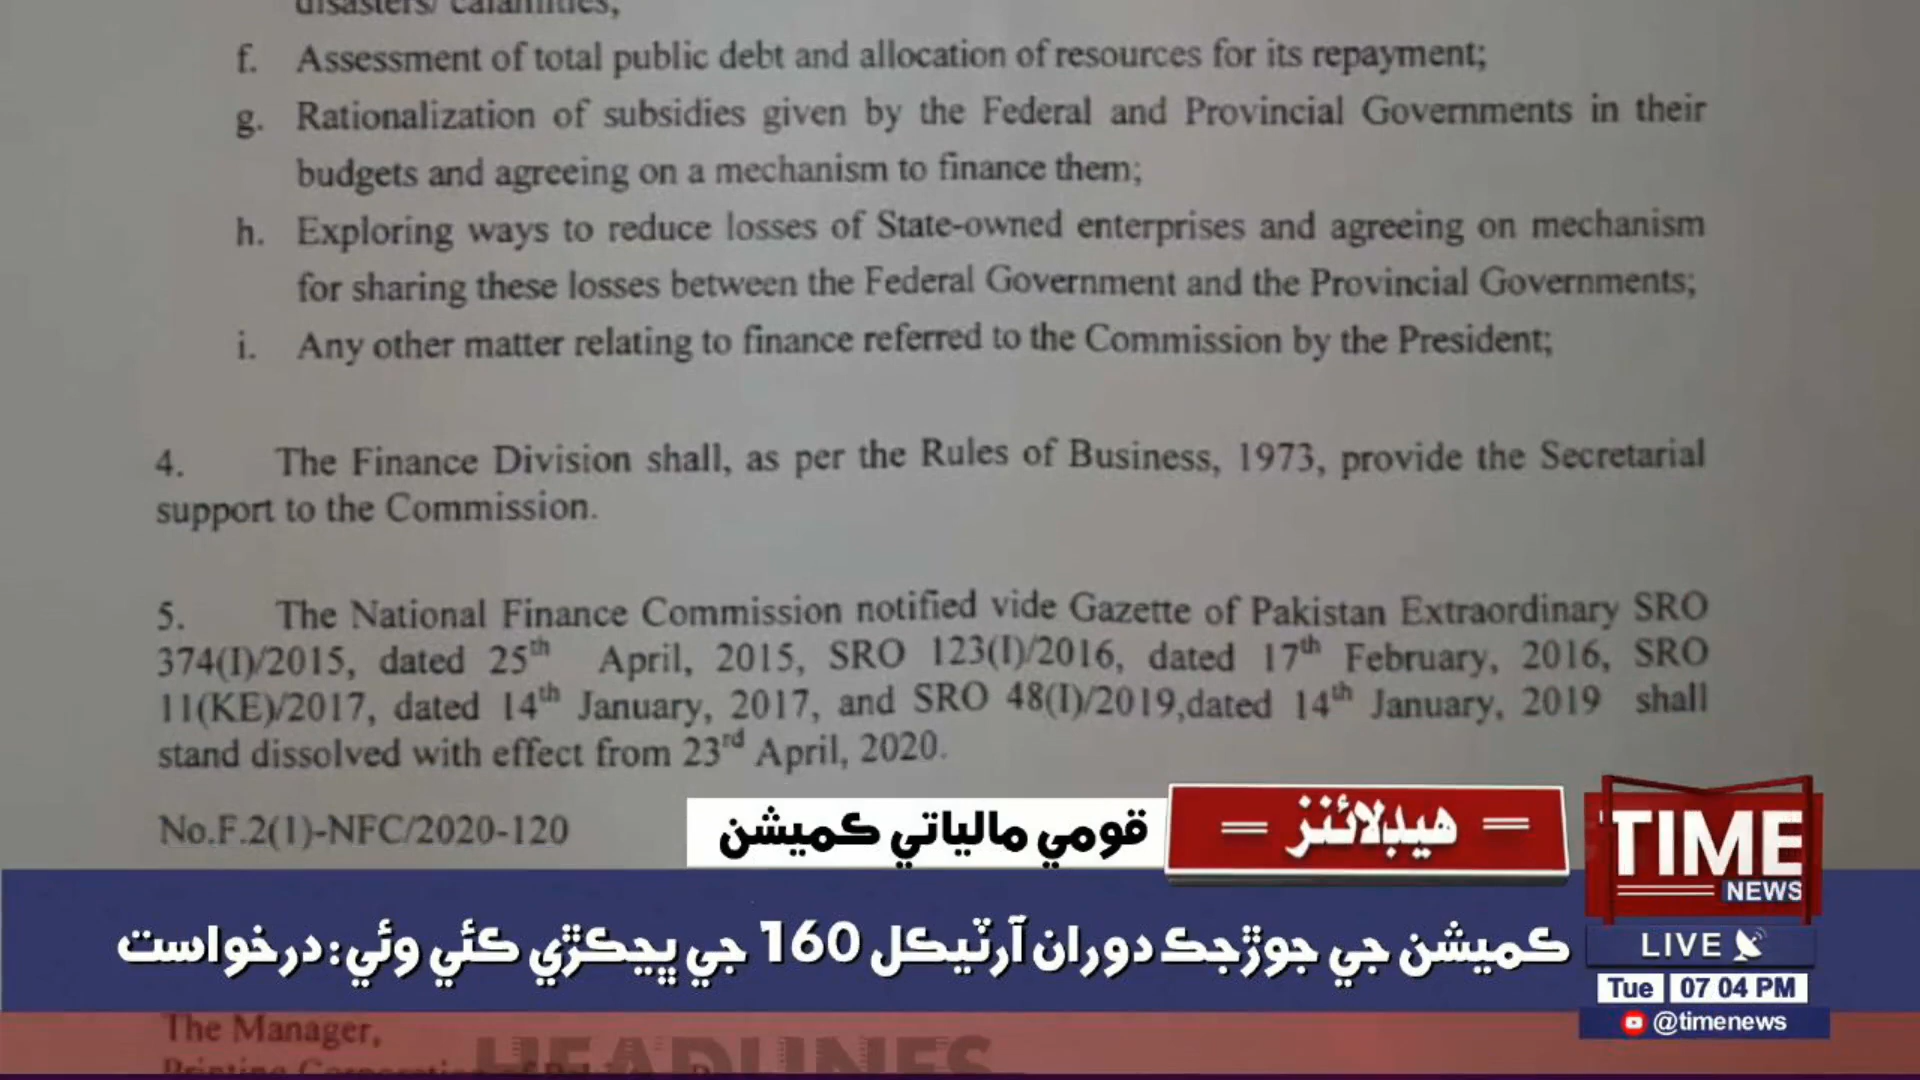 disasters/ calamities;
f. Assessment of total public debt and allocation of resources for its repayment;
g. Rationalization of subsidies given by the Federal and Provincial Governments in their
budgets and agreeing on a mechanism to finance them;
h. Exploring ways to reduce losses of State-owned enterprises and agreeing on mechanism
for sharing these losses between the Federal Government and the Provincial Governments;
i. Any other matter relating to finance referred to the Commission by the President;
4. The Finance Division shall, as per the Rules of Business, 1973, provide the Secretarial
support to the Commission.
5. The National Finance Commission notified vide Gazette of Pakistan Extraordinary SRO
374(I)/2015, dated 25th April, 2015, SRO 123(I)/2016, dated 17th February, 2016, SRO
11(KE)/2017, dated 14th January, 2017, and SRO 48(I)/2019,dated 14th January, 2019 shall
stand dissolved with effect from 23rd April, 2020.
No.F.2(1)-NFC/2020-120
هيڊلائنز
قومي مالياتي ڪميشن
ڪميشن جي جوڙجڪ دوران آرٽيڪل 160 جي ڀڃڪڙي ڪئي وئي: درخواست
TIME
NEWS
LIVE
Tue 07 04 PM
@timenews
The Manager,
Printing Corporation of
HEADLINES